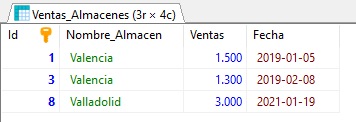 Ventas_Almacenes (3r × 4c)
Id Nombre_Almacen Ventas Fecha
1 Valencia 1.500 2019-01-05
3 Valencia 1.300 2019-02-08
8 Valladolid 3.000 2021-01-19